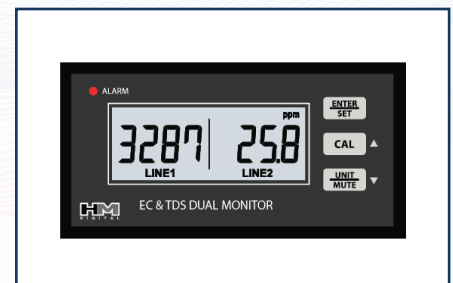 ALARM
ppm
3287 25.8
LINE1 LINE2
ENTER
SET
CAL ▲
UNIT
MUTE ▼
HM
DIGITAL
EC & TDS DUAL MONITOR